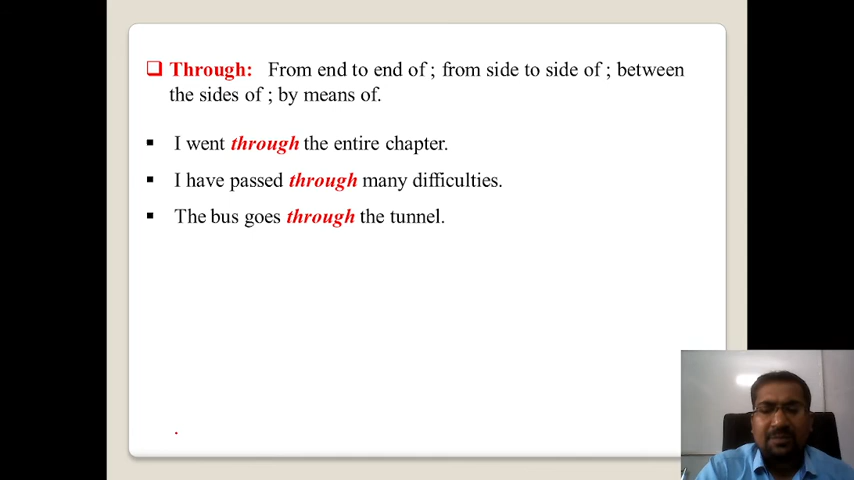 Through: From end to end of ; from side to side of ; between
the sides of ; by means of.
I went through the entire chapter.
I have passed through many difficulties.
The bus goes through the tunnel.